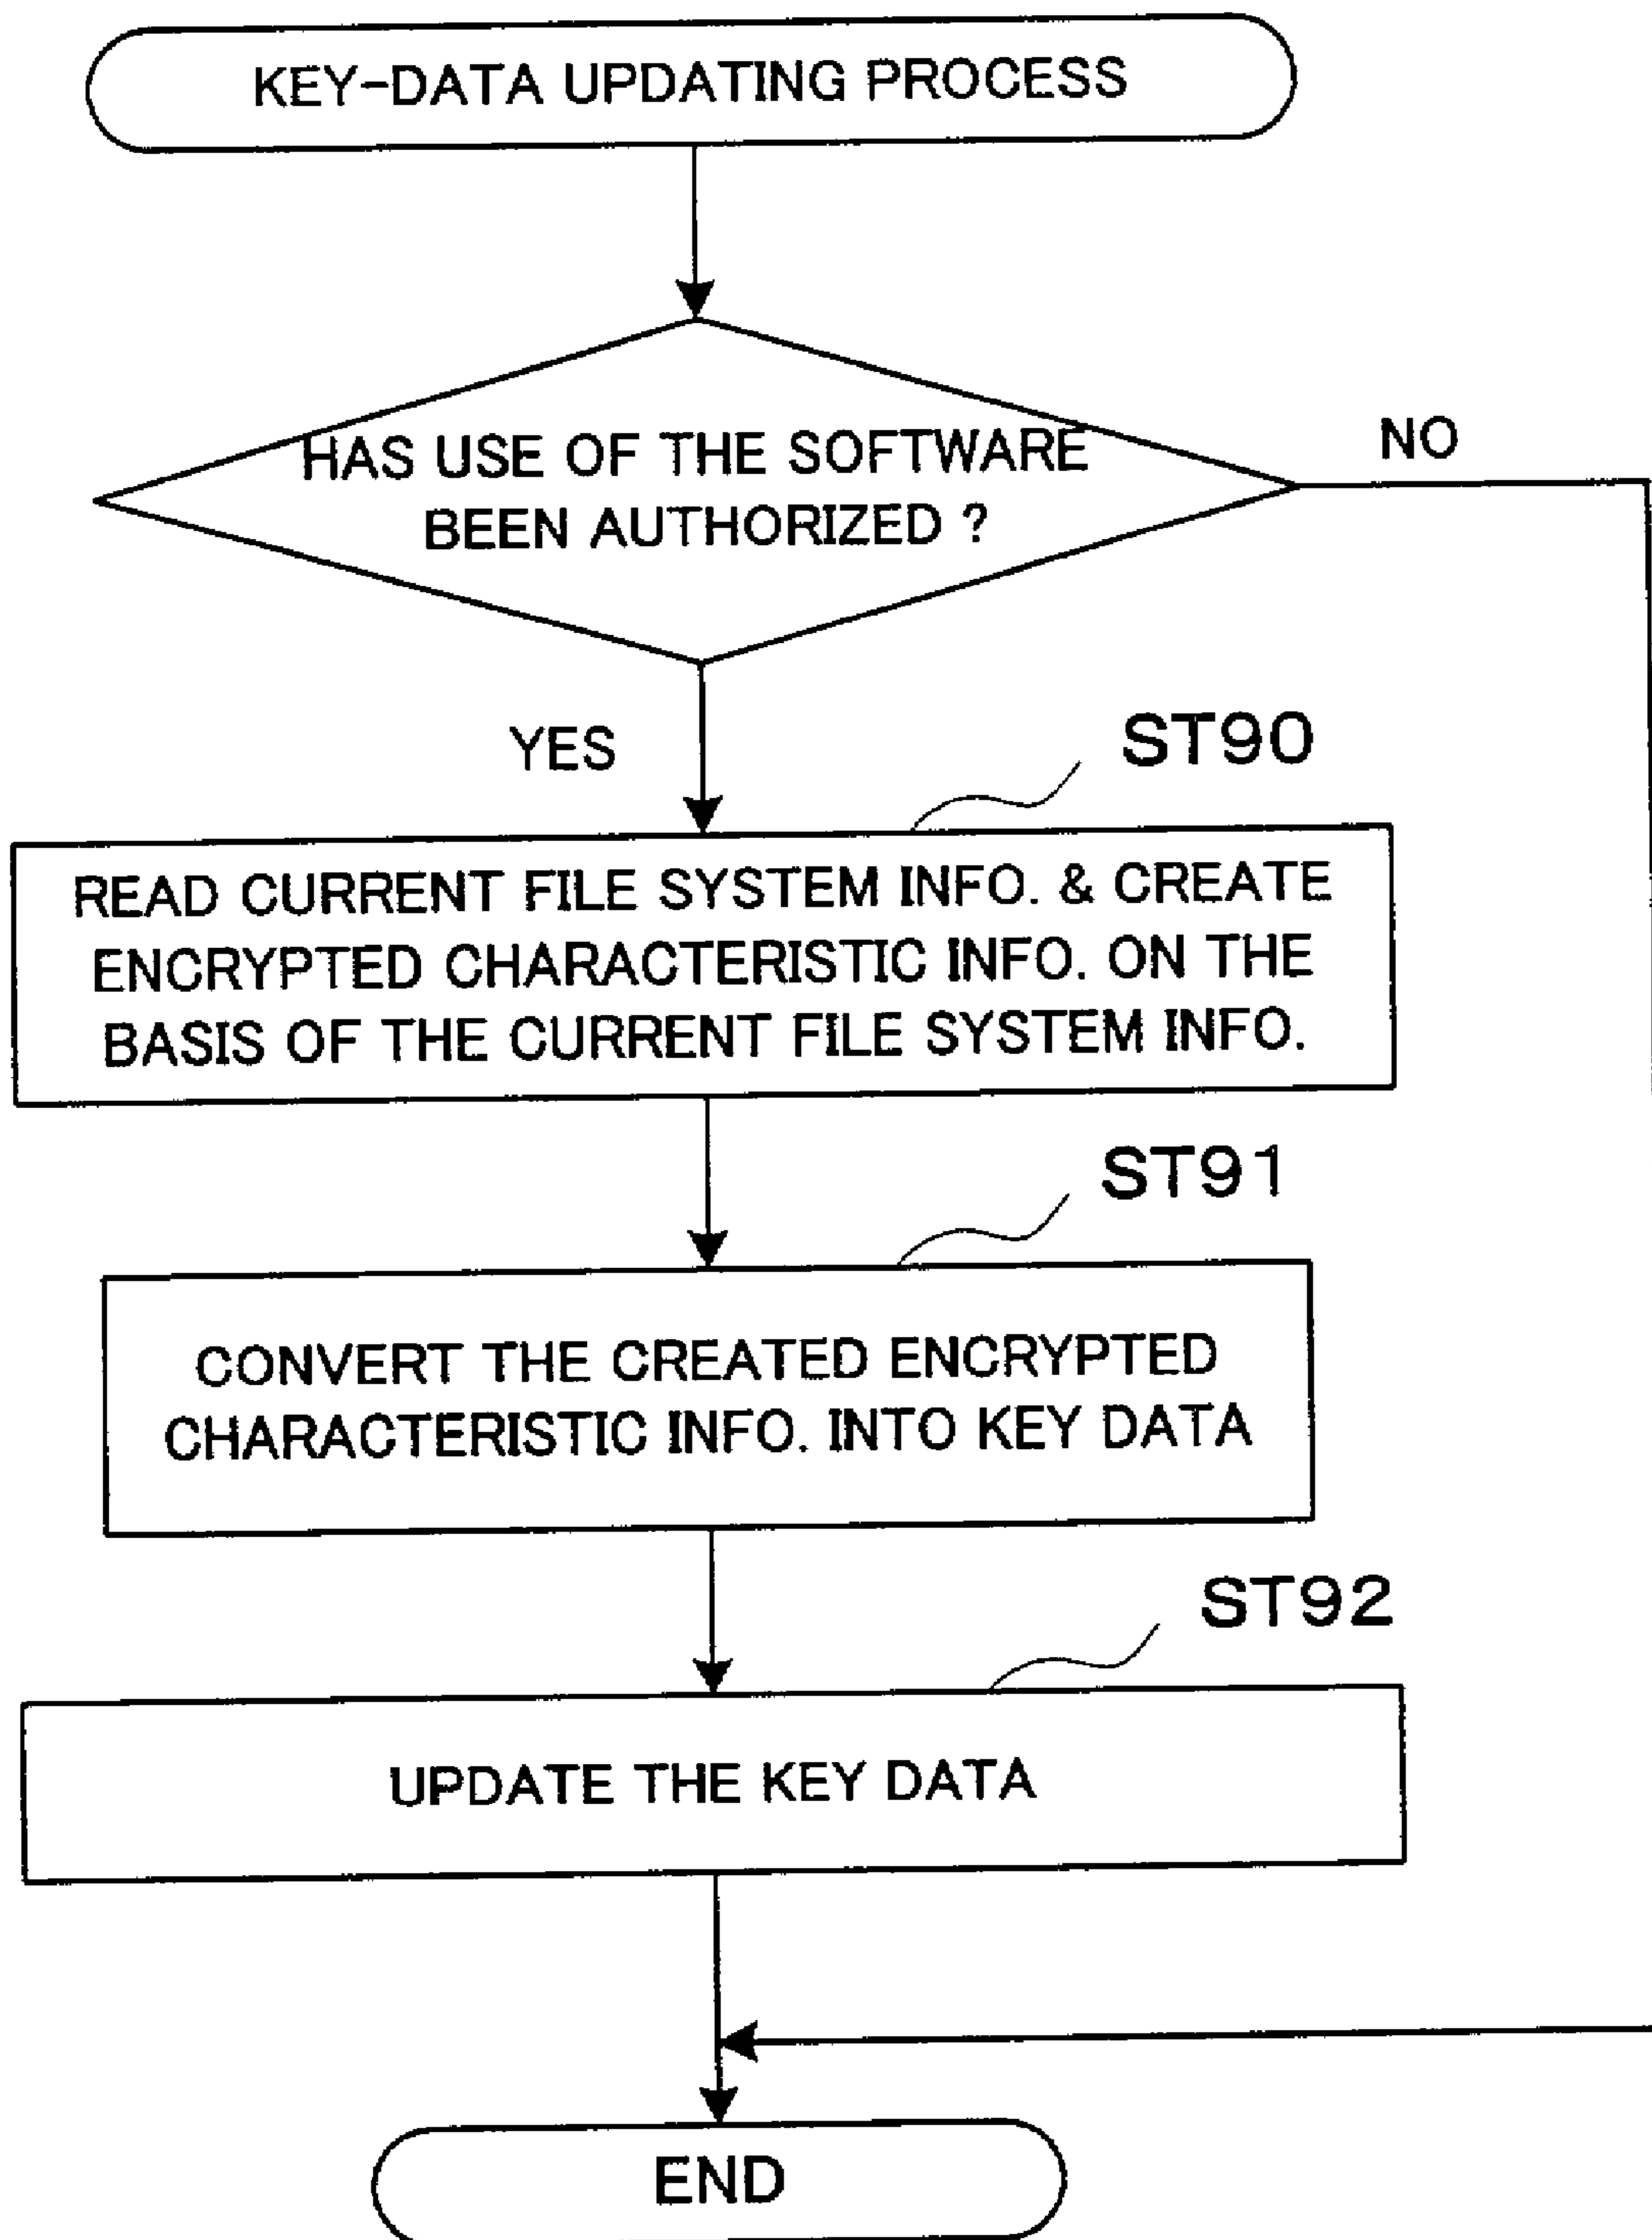 KEY-DATA UPDATING PROCESS
HAS USE OF THE SOFTWARE
BEEN AUTHORIZED ?
NO
YES
ST90
READ CURRENT FILE SYSTEM INFO. & CREATE
ENCRYPTED CHARACTERISTIC INFO. ON THE
BASIS OF THE CURRENT FILE SYSTEM INFO.
ST91
CONVERT THE CREATED ENCRYPTED
CHARACTERISTIC INFO. INTO KEY DATA
ST92
UPDATE THE KEY DATA
END